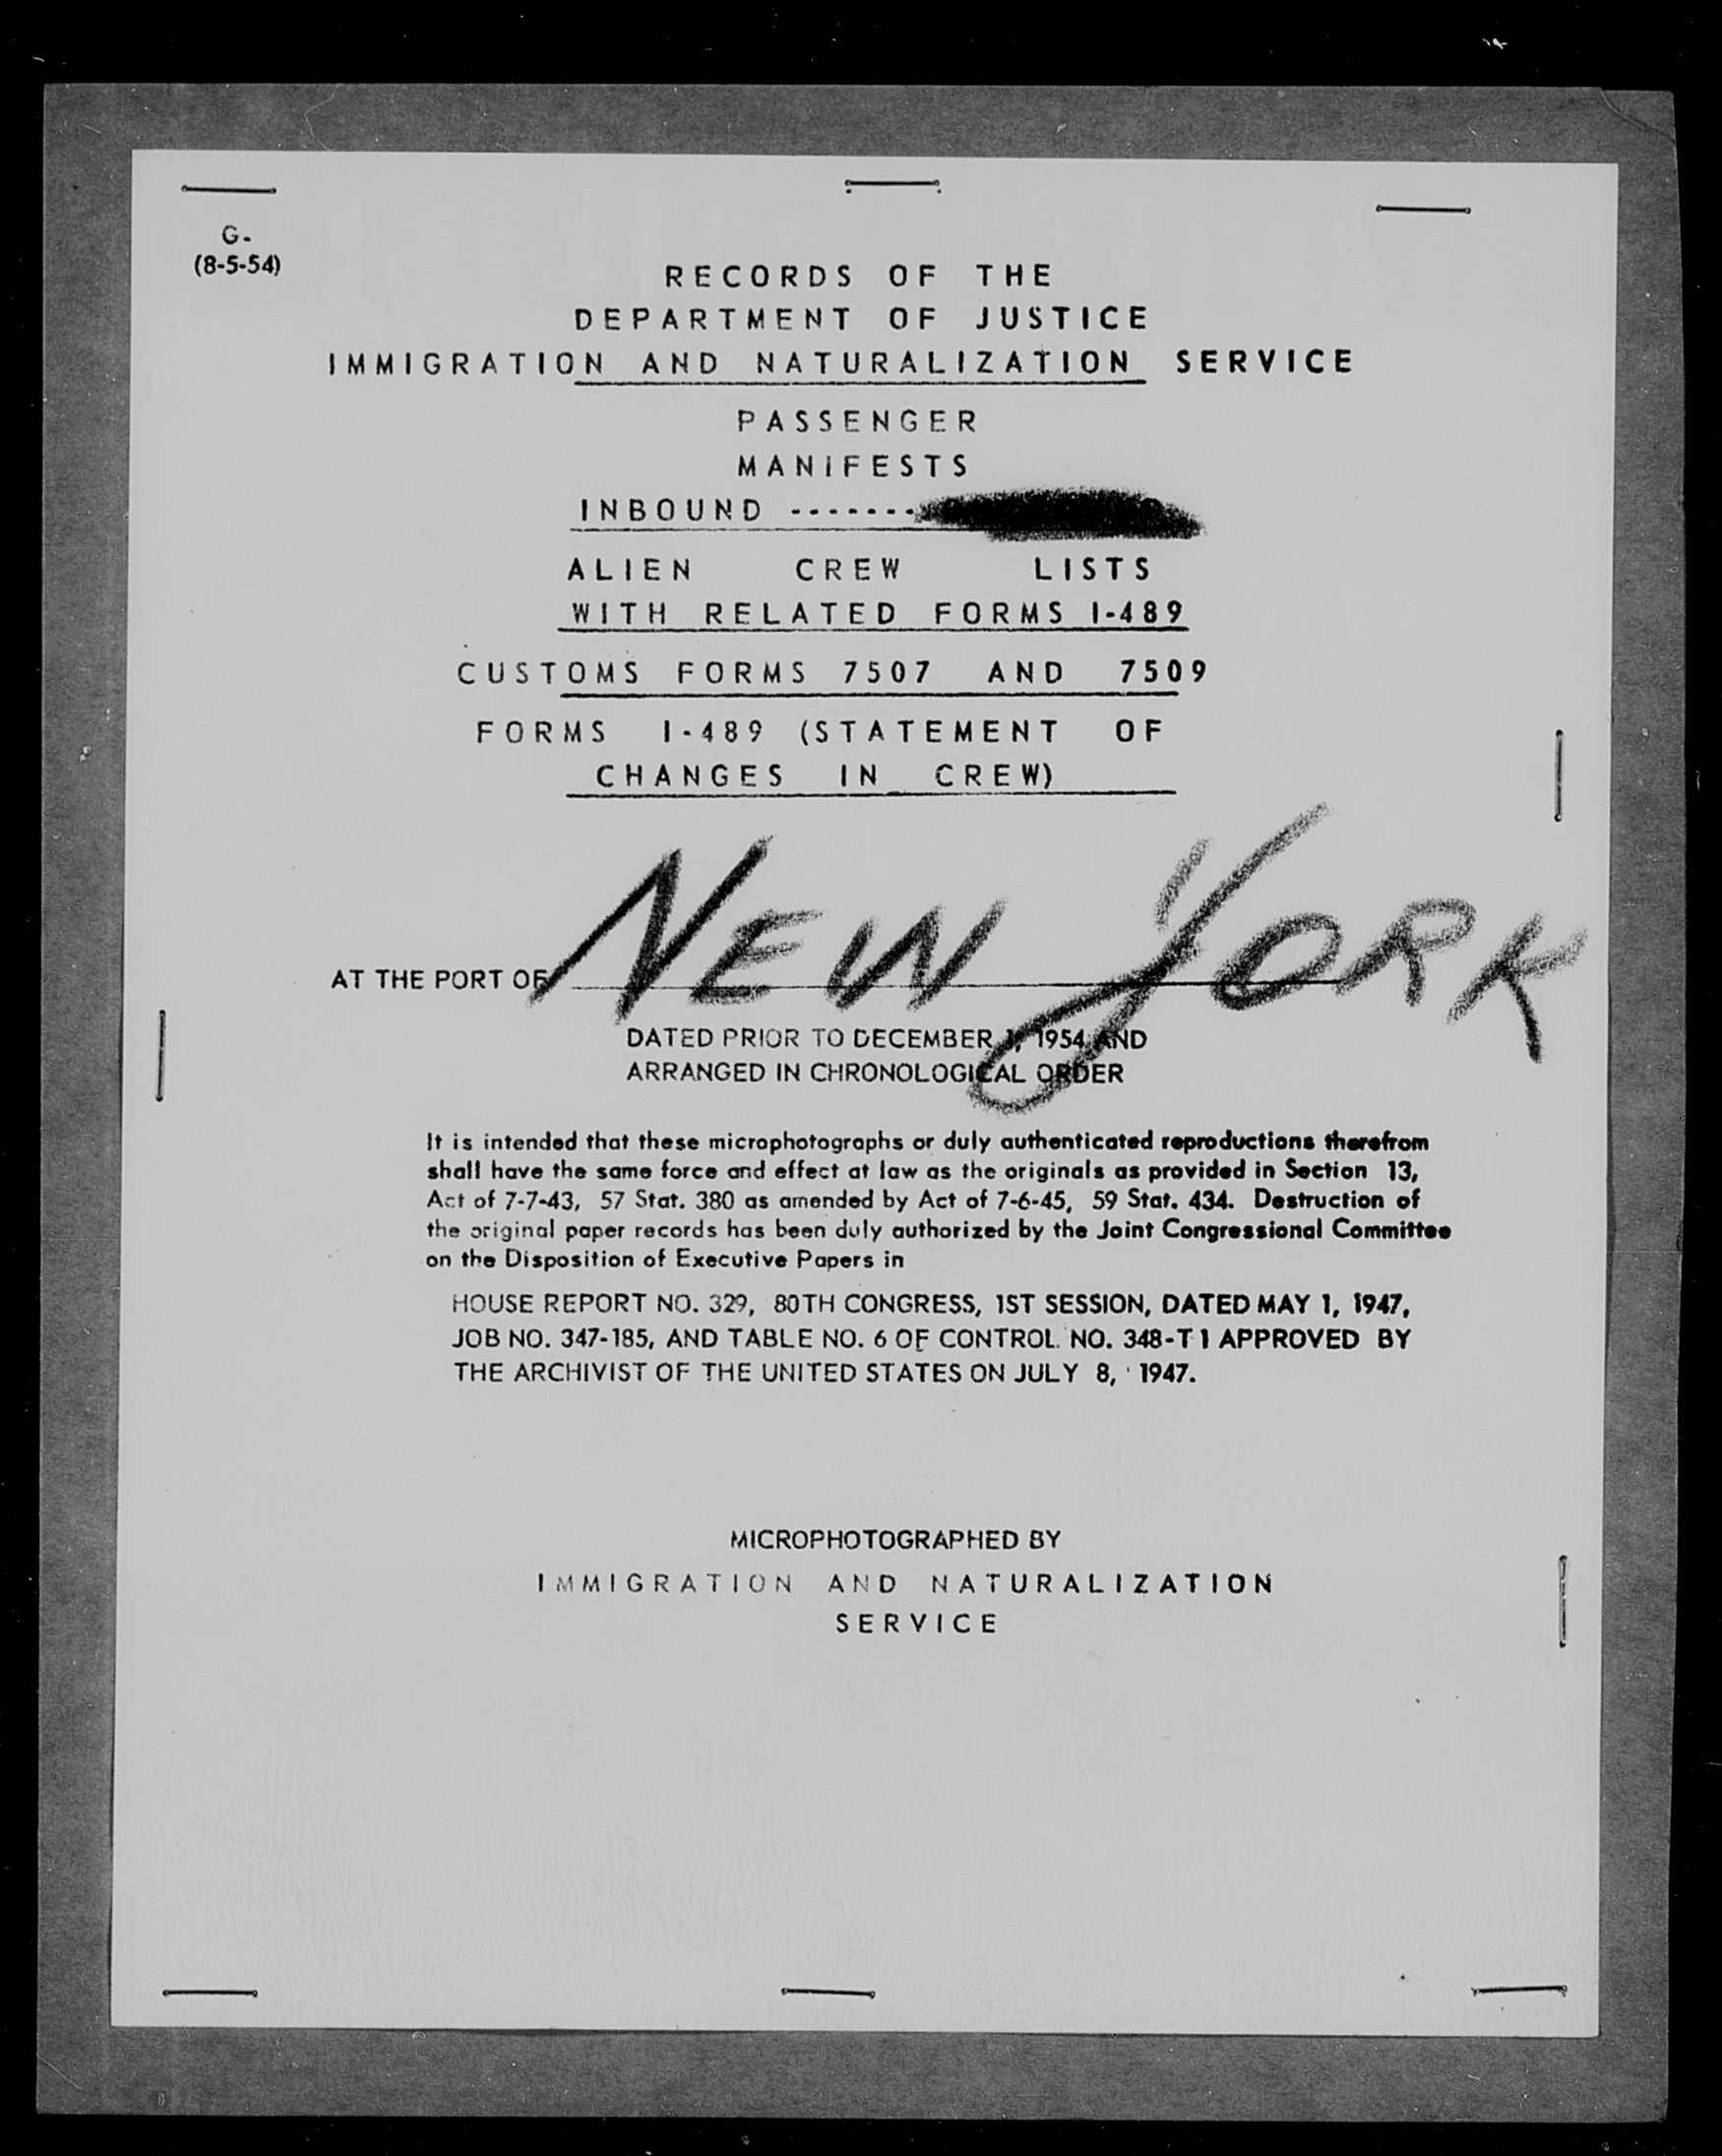 G-
(8-5-54)
RECORDS OF THE
DEPARTMENT OF JUSTICE
IMMIGRATION AND NATURALIZATION SERVICE
PASSENGER
MANIFESTS
INBOUND -------
ALIEN CREW LISTS
WITH RELATED FORMS I-489
CUSTOMS FORMS 7507 AND 7509
FORMS I-489 (STATEMENT OF
CHANGES IN CREW)
AT THE PORT OF NEW YORK
DATED PRIOR TO DECEMBER 1, 1954 AND
ARRANGED IN CHRONOLOGICAL ORDER
It is intended that these microphotographs or duly authenticated reproductions therefrom
shall have the same force and effect at law as the originals as provided in Section 13,
Act of 7-7-43, 57 Stat. 380 as amended by Act of 7-6-45, 59 Stat. 434. Destruction of
the original paper records has been duly authorized by the Joint Congressional Committee
on the Disposition of Executive Papers in
HOUSE REPORT NO. 329, 80TH CONGRESS, 1ST SESSION, DATED MAY 1, 1947,
JOB NO. 347-185, AND TABLE NO. 6 OF CONTROL NO. 348-T1 APPROVED BY
THE ARCHIVIST OF THE UNITED STATES ON JULY 8, 1947.
MICROPHOTOGRAPHED BY
IMMIGRATION AND NATURALIZATION
SERVICE